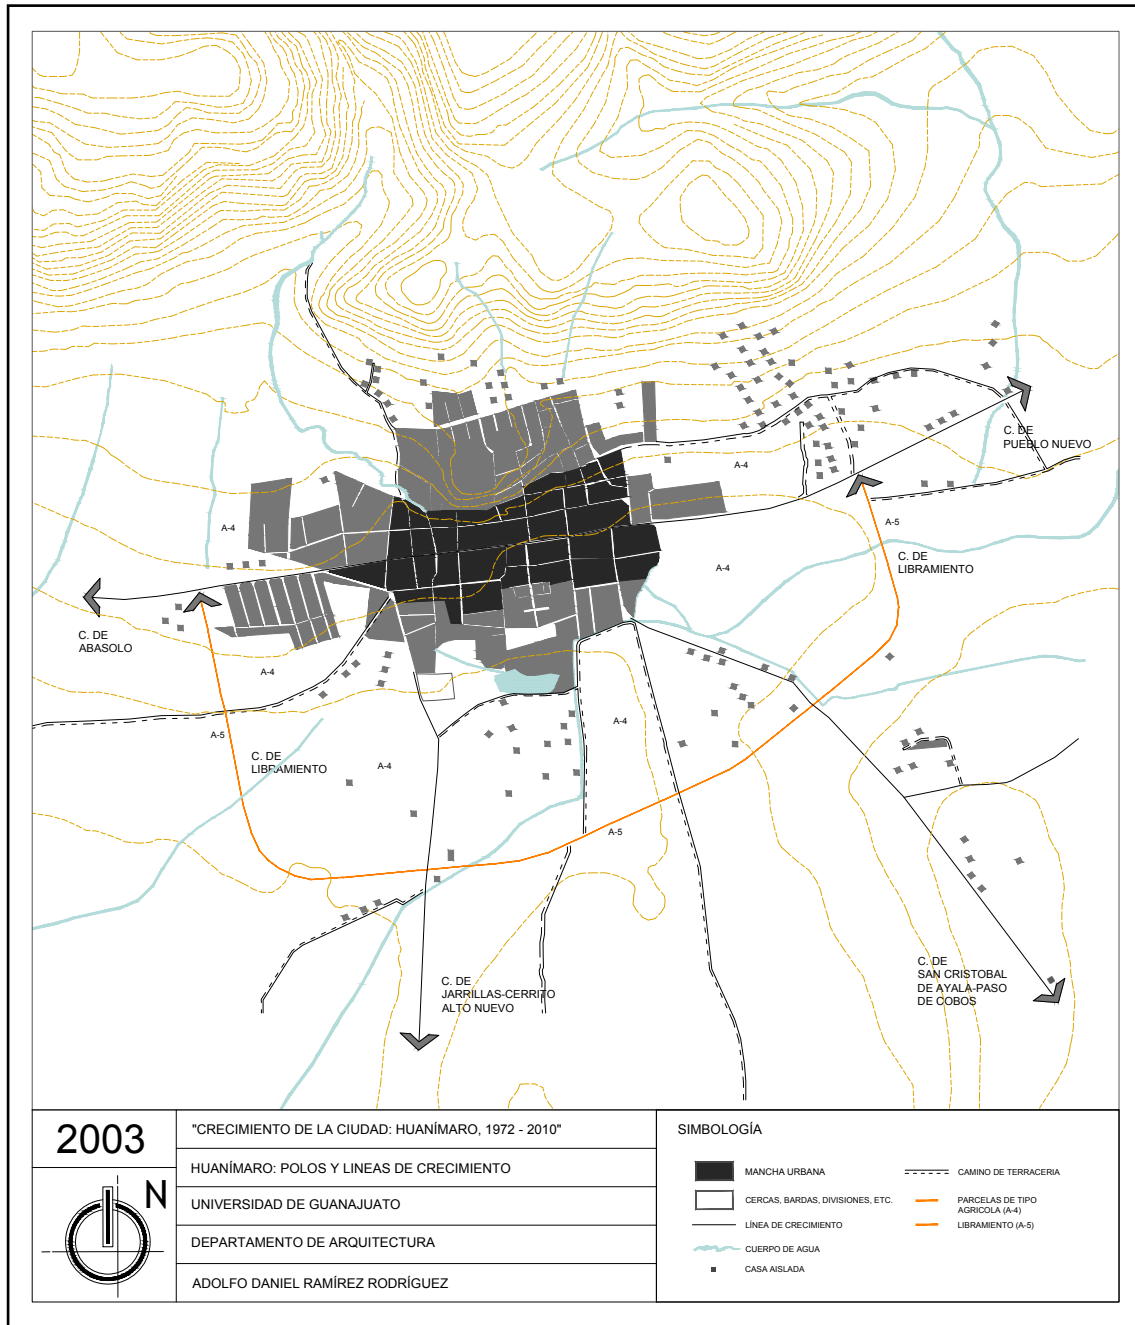 C. DE
PUEBLO NUEVO
A-4
A-4
A-5
C. DE
LIBRAMIENTO
A-4
C. DE
ABASOLO
A-4
A-5
C. DE
LIBRAMIENTO
A-4
A-4
A-5
C. DE
SAN CRISTOBAL
DE AYALA-PASO
DE COBOS
C. DE
JARRILLAS-CERRITO
ALTO NUEVO
2003
N
"CRECIMIENTO DE LA CIUDAD: HUANÍMARO, 1972 - 2010"
HUANÍMARO: POLOS Y LINEAS DE CRECIMIENTO
UNIVERSIDAD DE GUANAJUATO
DEPARTAMENTO DE ARQUITECTURA
ADOLFO DANIEL RAMÍREZ RODRÍGUEZ
SIMBOLOGÍA
MANCHA URBANA
CERCAS, BARDAS, DIVISIONES, ETC.
LÍNEA DE CRECIMIENTO
CUERPO DE AGUA
CASA AISLADA
CAMINO DE TERRACERIA
PARCELAS DE TIPO
AGRICOLA (A-4)
LIBRAMIENTO (A-5)